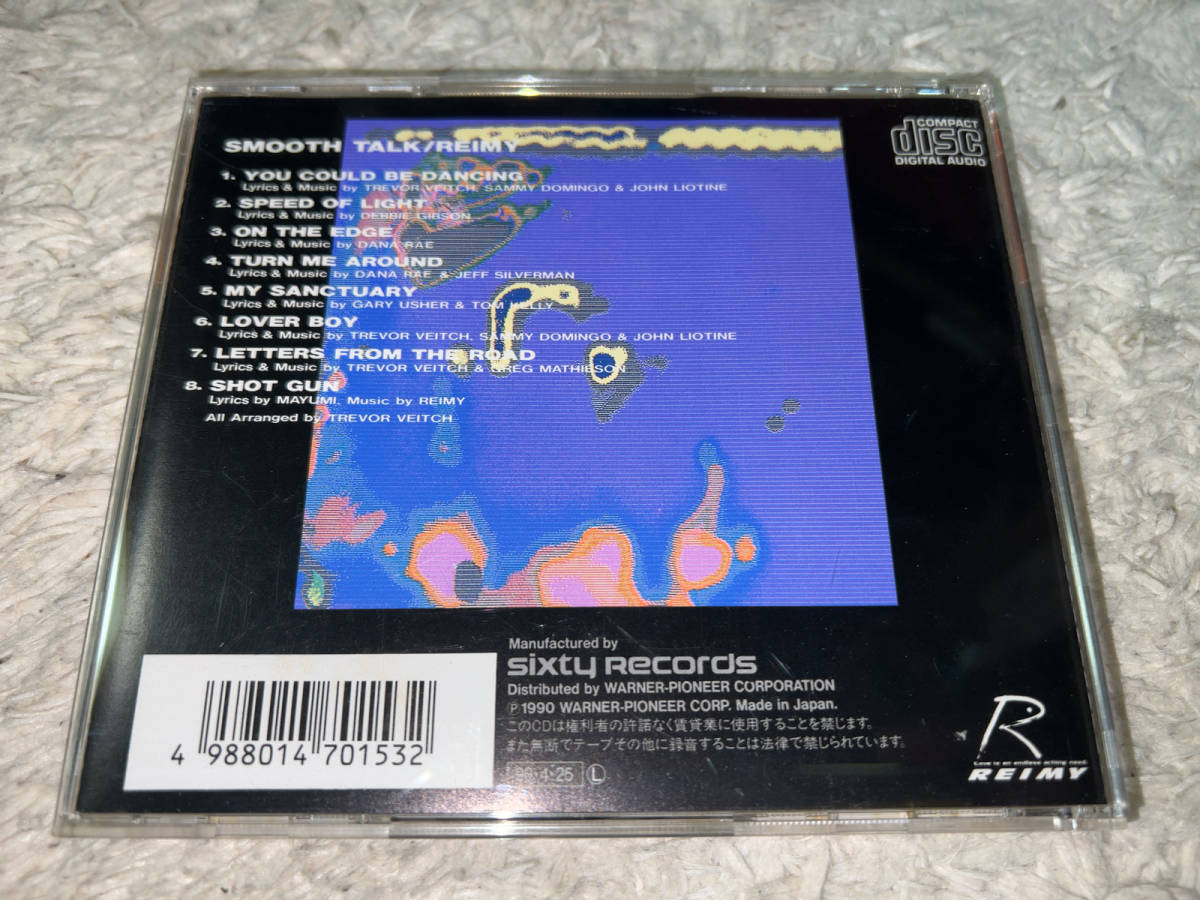 SMOOTH TALK/REIMY
1. YOU COULD BE DANCING
Lyrics & Music by TREVOR VEITCH, SAMMY DOMINGO & JOHN LIOTINE
2. SPEED OF LIGHT
Lyrics & Music by DEBBIE GIBSON
3. ON THE EDGE
Lyrics & Music by DANA RAE
4. TURN ME AROUND
Lyrics & Music by DANA RAE & JEFF SILVERMAN
5. MY SANCTUARY
Lyrics & Music by GARY USHER & TOM KELLY
6. LOVER BOY
Lyrics & Music by TREVOR VEITCH, SAMMY DOMINGO & JOHN LIOTINE
7. LETTERS FROM THE ROAD
Lyrics & Music by TREVOR VEITCH & GREG MATHIESON
8. SHOT GUN
Lyrics by MAYUMI, Music by REIMY
All Arranged by TREVOR VEITCH
COMPACT
disc
DIGITAL AUDIO
Manufactured by
sixty Records
Distributed by WARNER-PIONEER CORPORATION
Ⓟ1990 WARNER-PIONEER CORP. Made in Japan.
このCDは権利者の許諾なく賃貸業に使用することを禁じます。
また無断でテープその他に録音することは法律で禁じられています。
4·25 Ⓛ
4 988014 701532
R
Love is an endless acting need
REIMY